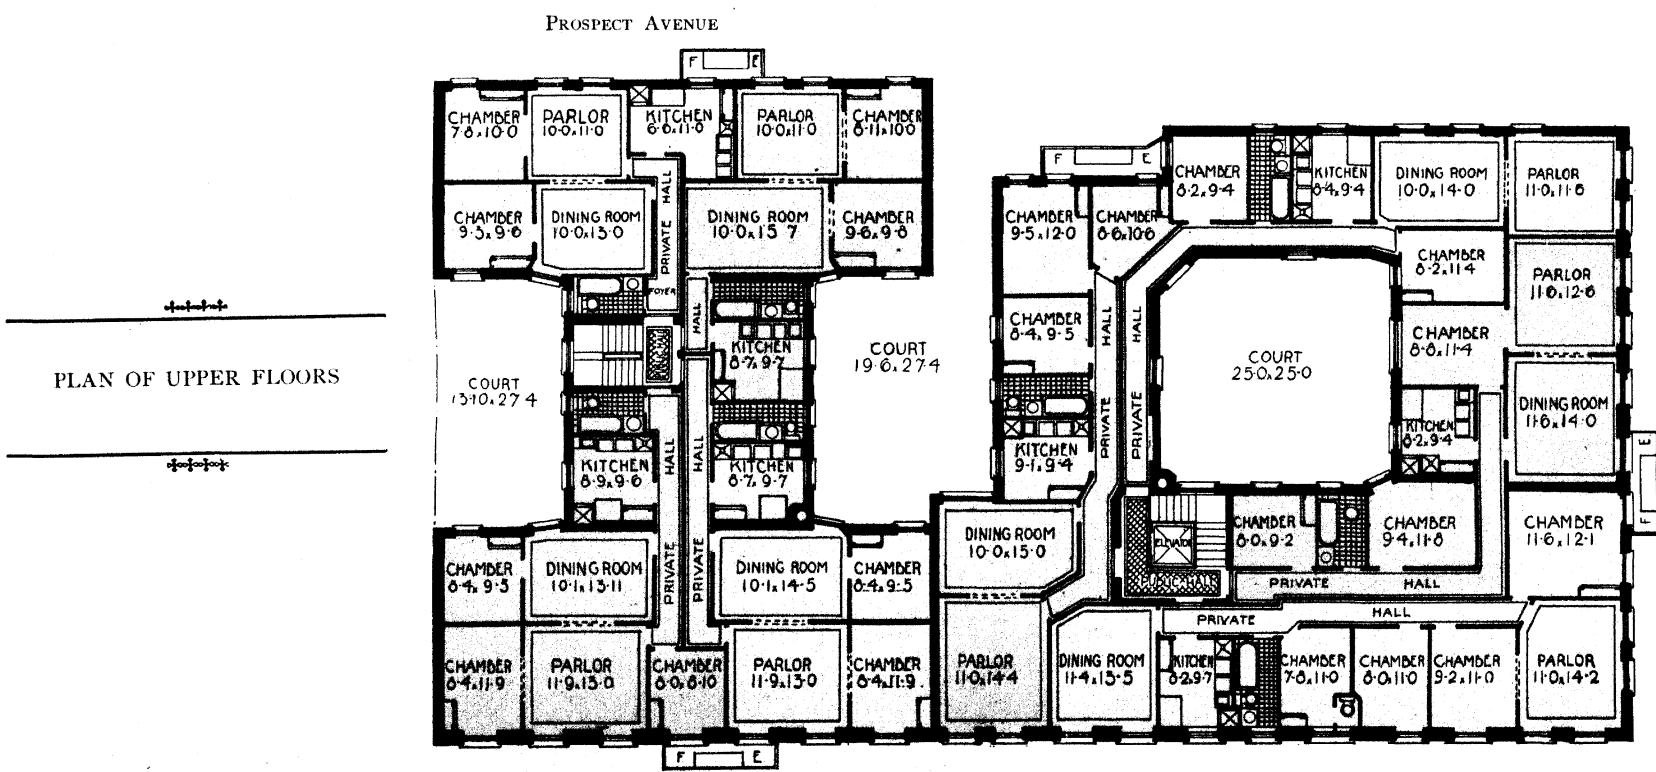 PROSPECT AVENUE
F E
CHAMBER
7·8 x 10·0
PARLOR
10·0 x 11·0
KITCHEN
6·6 x 11·0
PARLOR
10·0 x 11·0
CHAMBER
8·11 x 10·0
CHAMBER
9·3 x 9·6
DINING ROOM
10·0 x 13·0
PRIVATE HALL
DINING ROOM
10·0 x 15·7
CHAMBER
9·6 x 9·8
FOYER
HALL
PLAN OF UPPER FLOORS
COURT
13·10 x 27·4
KITCHEN
8·7 x 9·7
COURT
19·6 x 27·4
KITCHEN
8·9 x 9·6
KITCHEN
8·7 x 9·7
PRIVATE HALL
PRIVATE HALL
CHAMBER
8·4 x 9·5
DINING ROOM
10·1 x 13·11
DINING ROOM
10·1 x 14·5
CHAMBER
8·4 x 9·5
CHAMBER
8·4 x 11·9
PARLOR
11·9 x 13·0
CHAMBER
8·0 x 8·10
PARLOR
11·9 x 13·0
CHAMBER
8·4 x 11·9
F E
F E
CHAMBER
8·2 x 9·4
KITCHEN
8·4 x 9·4
DINING ROOM
10·0 x 14·0
PARLOR
11·0 x 11·8
CHAMBER
9·5 x 12·0
CHAMBER
8·6 x 10·6
CHAMBER
8·2 x 11·4
PARLOR
11·6 x 12·6
CHAMBER
8·4 x 9·5
PRIVATE HALL
PRIVATE HALL
COURT
25·0 x 25·0
CHAMBER
8·8 x 11·4
DINING ROOM
11·6 x 14·0
KITCHEN
9·1 x 9·4
KITCHEN
8·2 x 9·4
E
F
DINING ROOM
10·0 x 15·0
ELEVATOR
PUBLIC HALL
CHAMBER
8·0 x 9·2
CHAMBER
9·4 x 11·8
CHAMBER
11·6 x 12·1
PRIVATE HALL
PRIVATE HALL
PARLOR
11·0 x 14·4
DINING ROOM
11·4 x 15·5
KITCHEN
8·2 x 9·7
CHAMBER
7·8 x 11·0
CHAMBER
8·0 x 11·0
CHAMBER
9·2 x 11·0
PARLOR
11·0 x 14·2